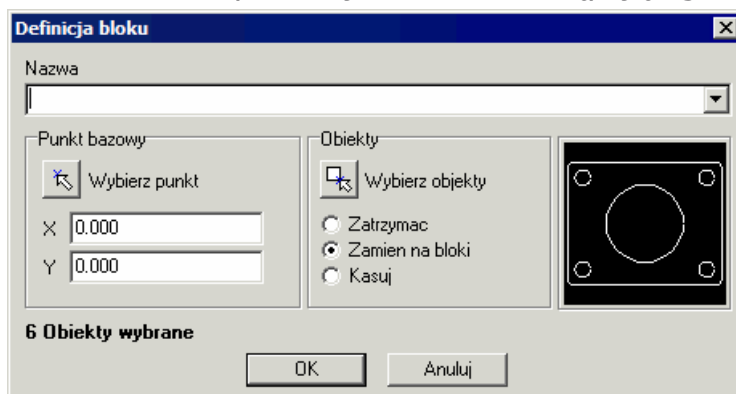 Definicja bloku
Nazwa
Punkt bazowy
Wybierz punkt
X 0.000
Y 0.000
Obiekty
Wybierz objekty
Zatrzymac
Zamien na bloki
Kasuj
6 Obiekty wybrane
OK Anuluj